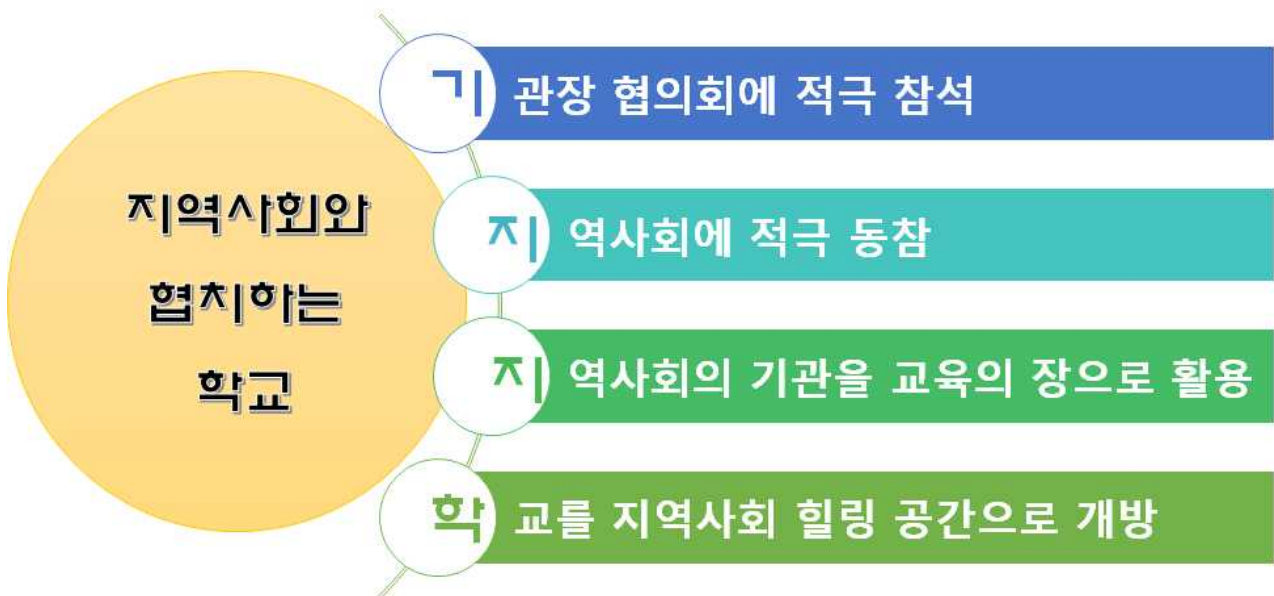 지역사회와
협치하는
학교
기관장 협의회에 적극 참석
지역사회에 적극 동참
지역사회의 기관을 교육의 장으로 활용
학교를 지역사회 힐링 공간으로 개방